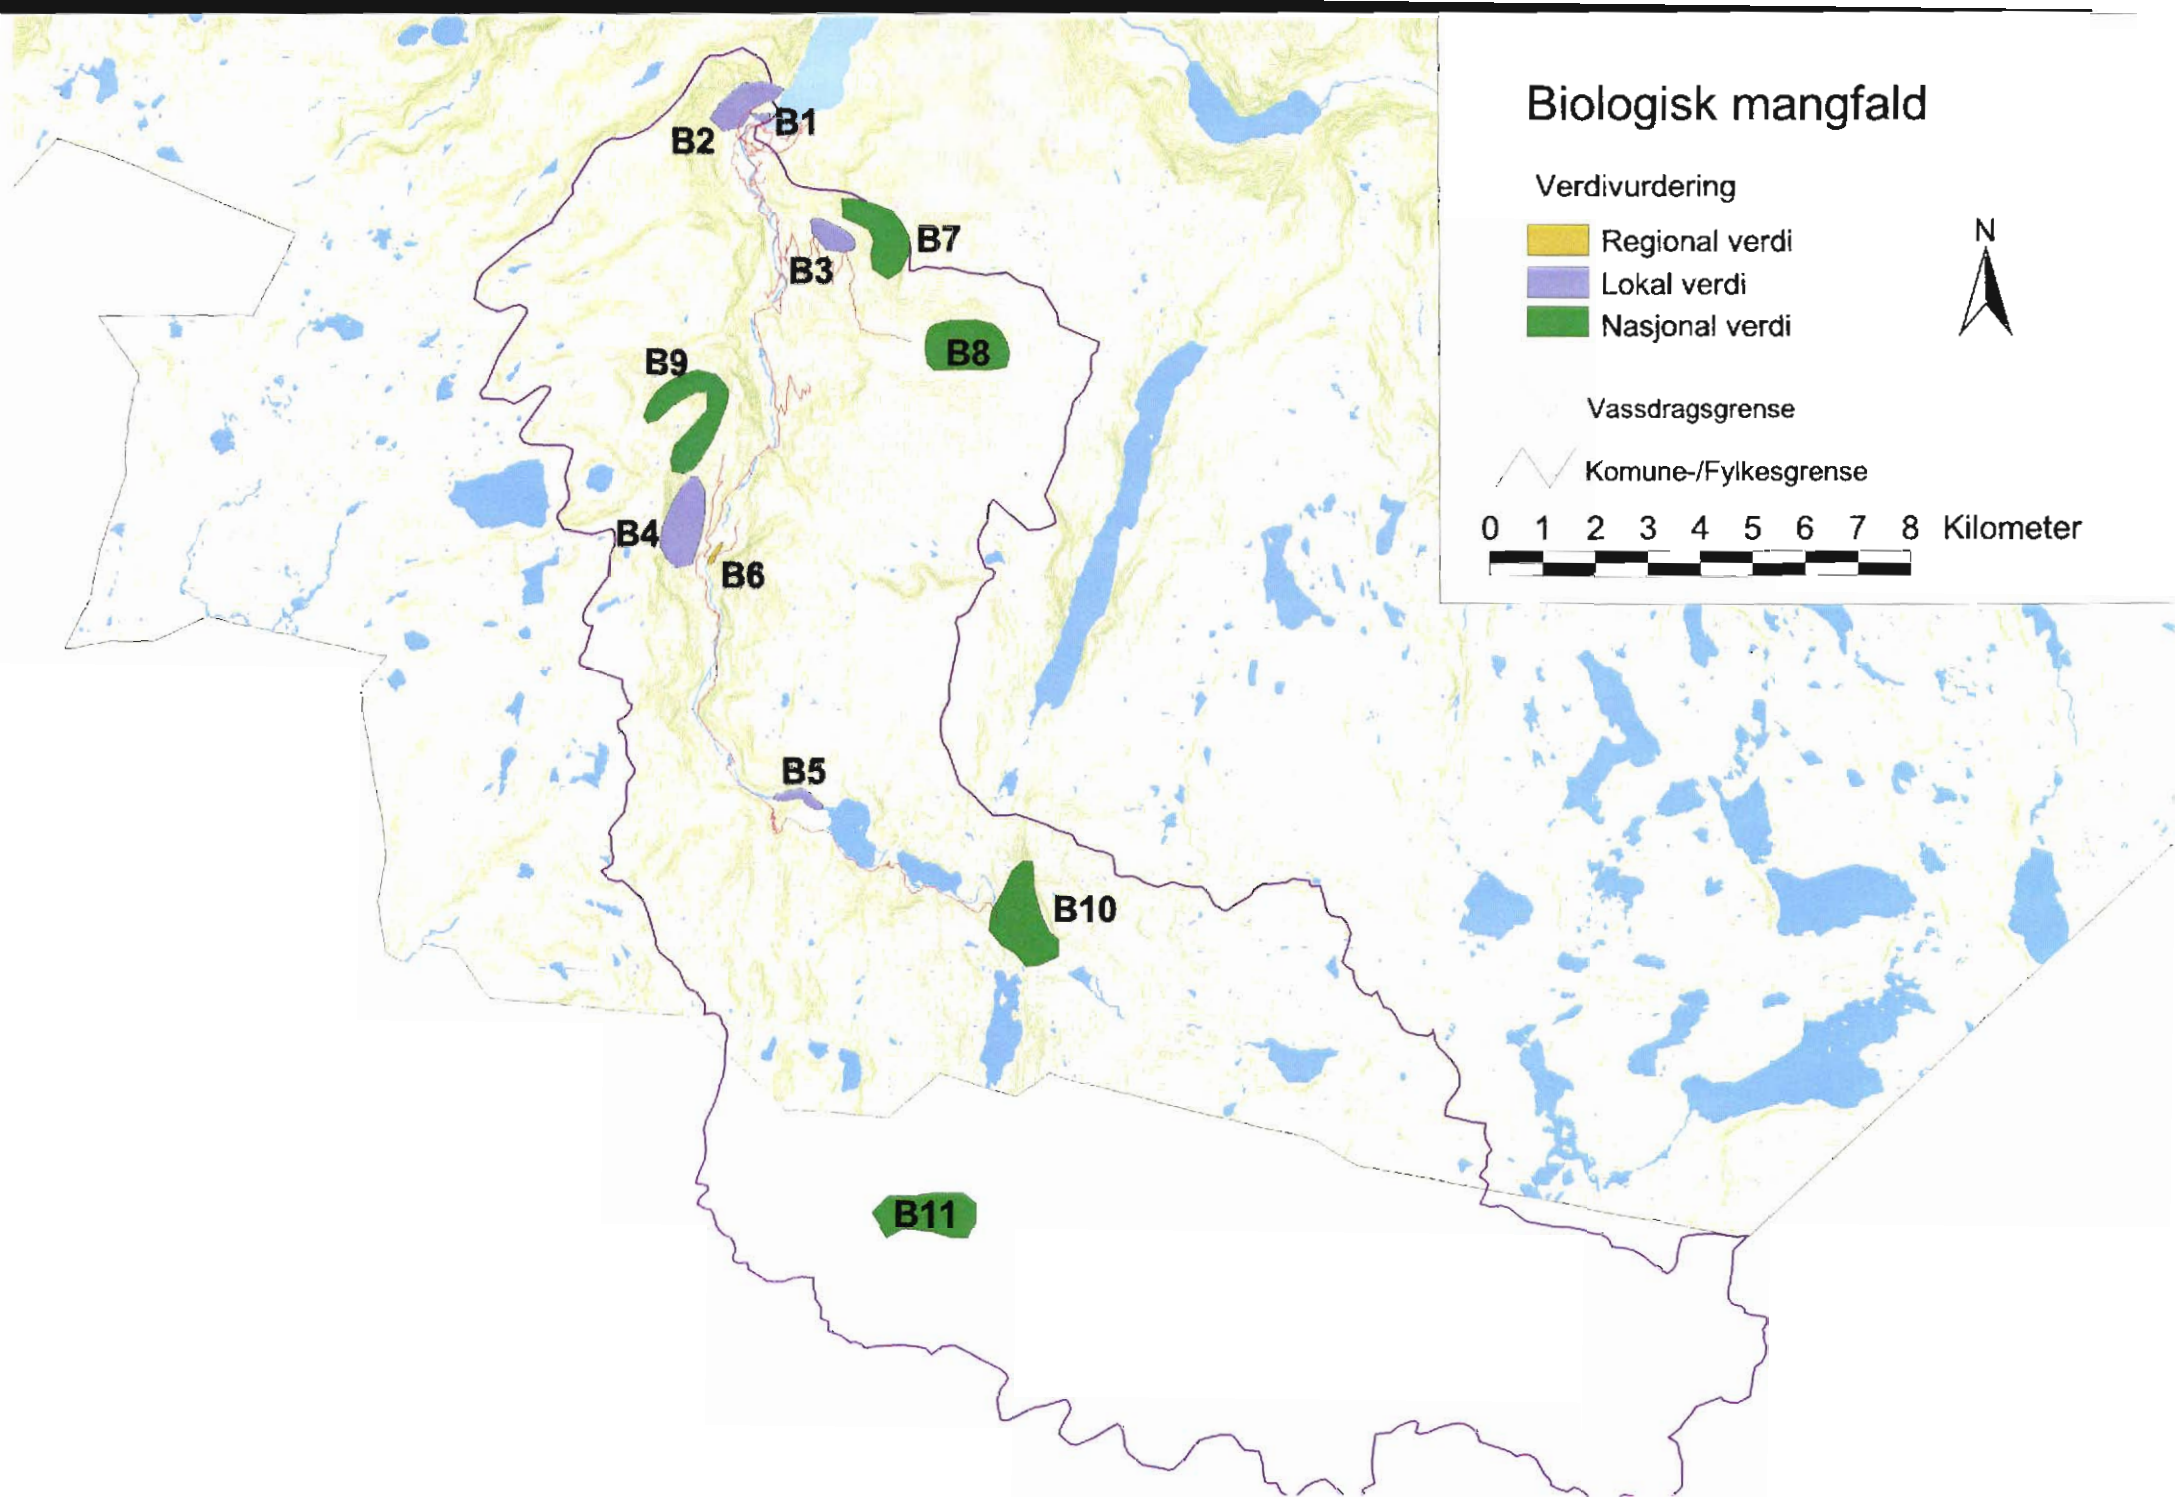 Biologisk mangfald
Verdivurdering
Regional verdi
Lokal verdi
Nasjonal verdi
N
Vassdragsgrense
Komune-/Fylkesgrense
0 1 2 3 4 5 6 7 8 Kilometer
B1
B2
B7
B3
B8
B9
B4
B6
B5
B10
B11